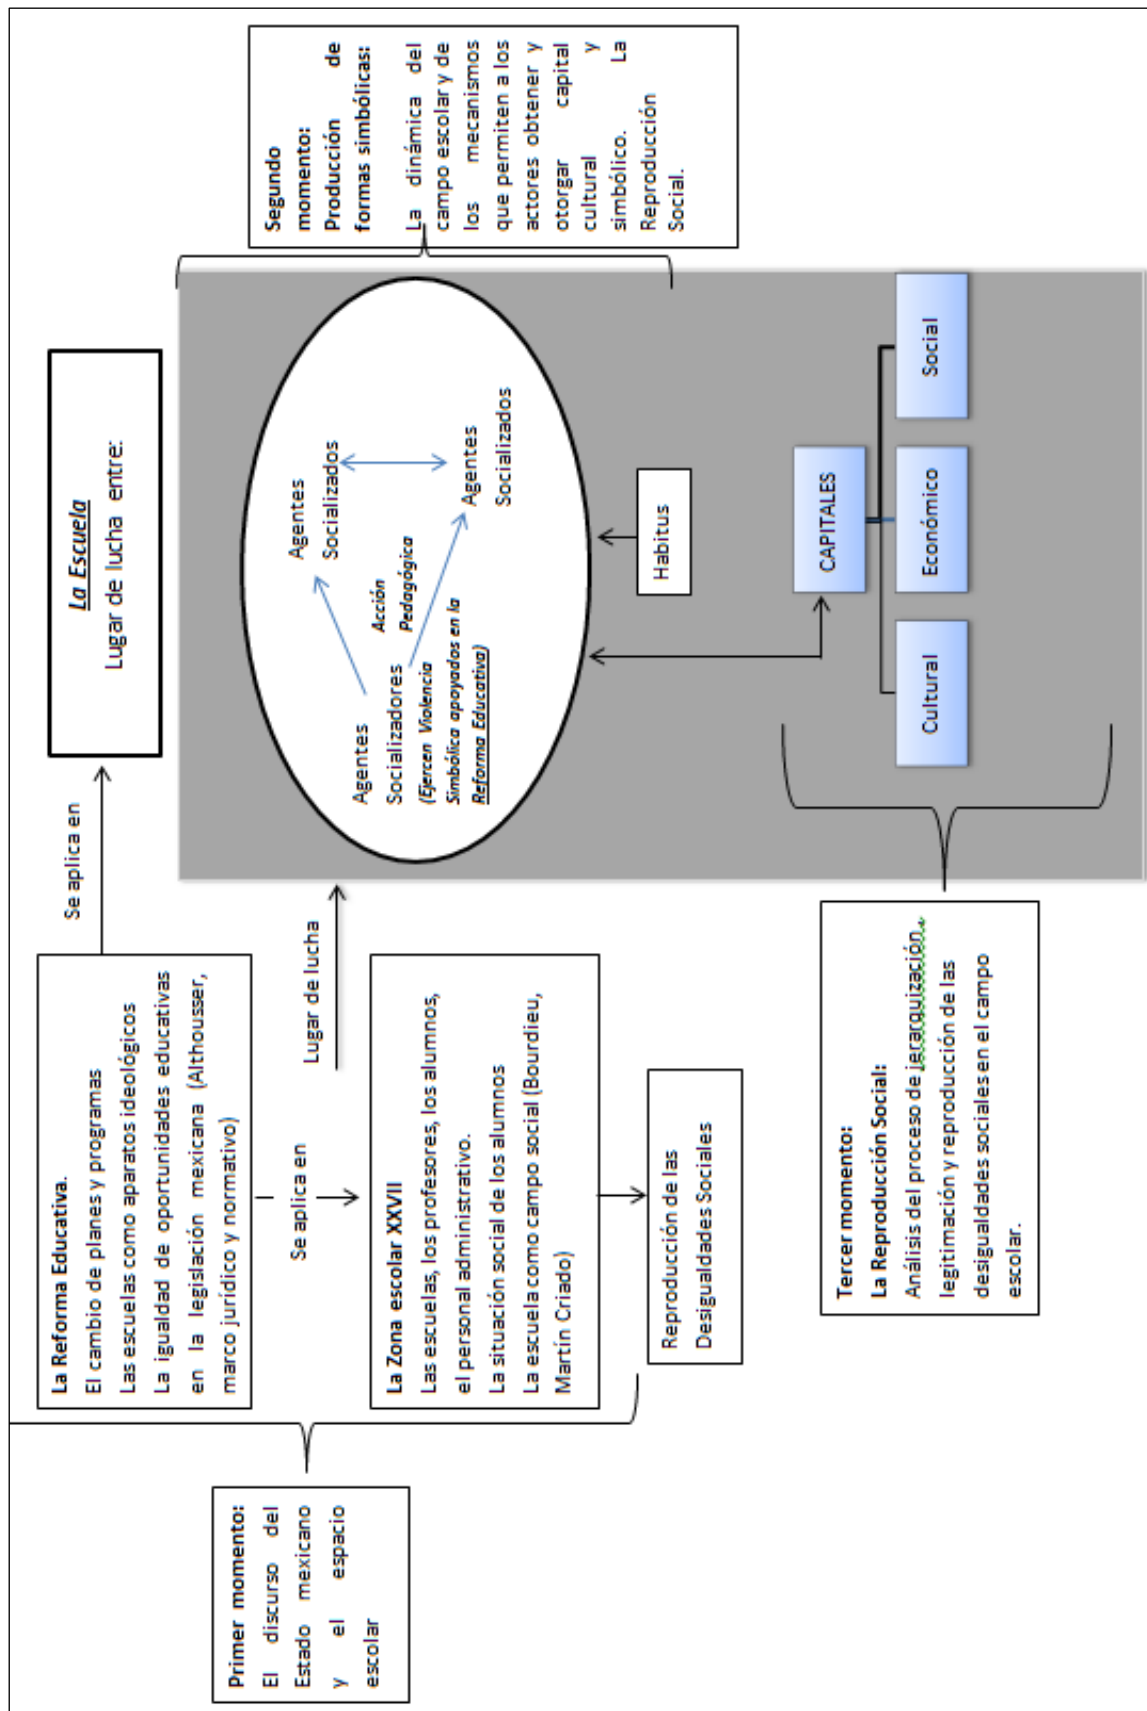 Primer momento:
El discurso del
Estado mexicano
y el espacio
escolar
La Reforma Educativa.
El cambio de planes y programas
Las escuelas como aparatos ideológicos
La igualdad de oportunidades educativas
en la legislación mexicana (Althousser,
marco jurídico y normativo)
Se aplica en
La Escuela
Lugar de lucha entre:
Se aplica en
La Zona escolar XXVII
Las escuelas, los profesores, los alumnos,
el personal administrativo.
La situación social de los alumnos
La escuela como campo social (Bourdieu,
Martín Criado)
Lugar de lucha
Reproducción de las
Desigualdades Sociales
Agentes
Socializadores
(Ejercen Violencia
Simbólica apoyados en la
Reforma Educativa)
Acción
Pedagógica
Agentes
Socializados
Agentes
Socializados
Habitus
CAPITALES
Cultural
Económico
Social
Segundo
momento:
Producción de
formas simbólicas:
La dinámica del
campo escolar y de
los mecanismos
que permiten a los
actores obtener y
otorgar capital
cultural y
simbólico. La
Reproducción
Social.
Tercer momento:
La Reproducción Social:
Análisis del proceso de jerarquización,
legitimación y reproducción de las
desigualdades sociales en el campo
escolar.